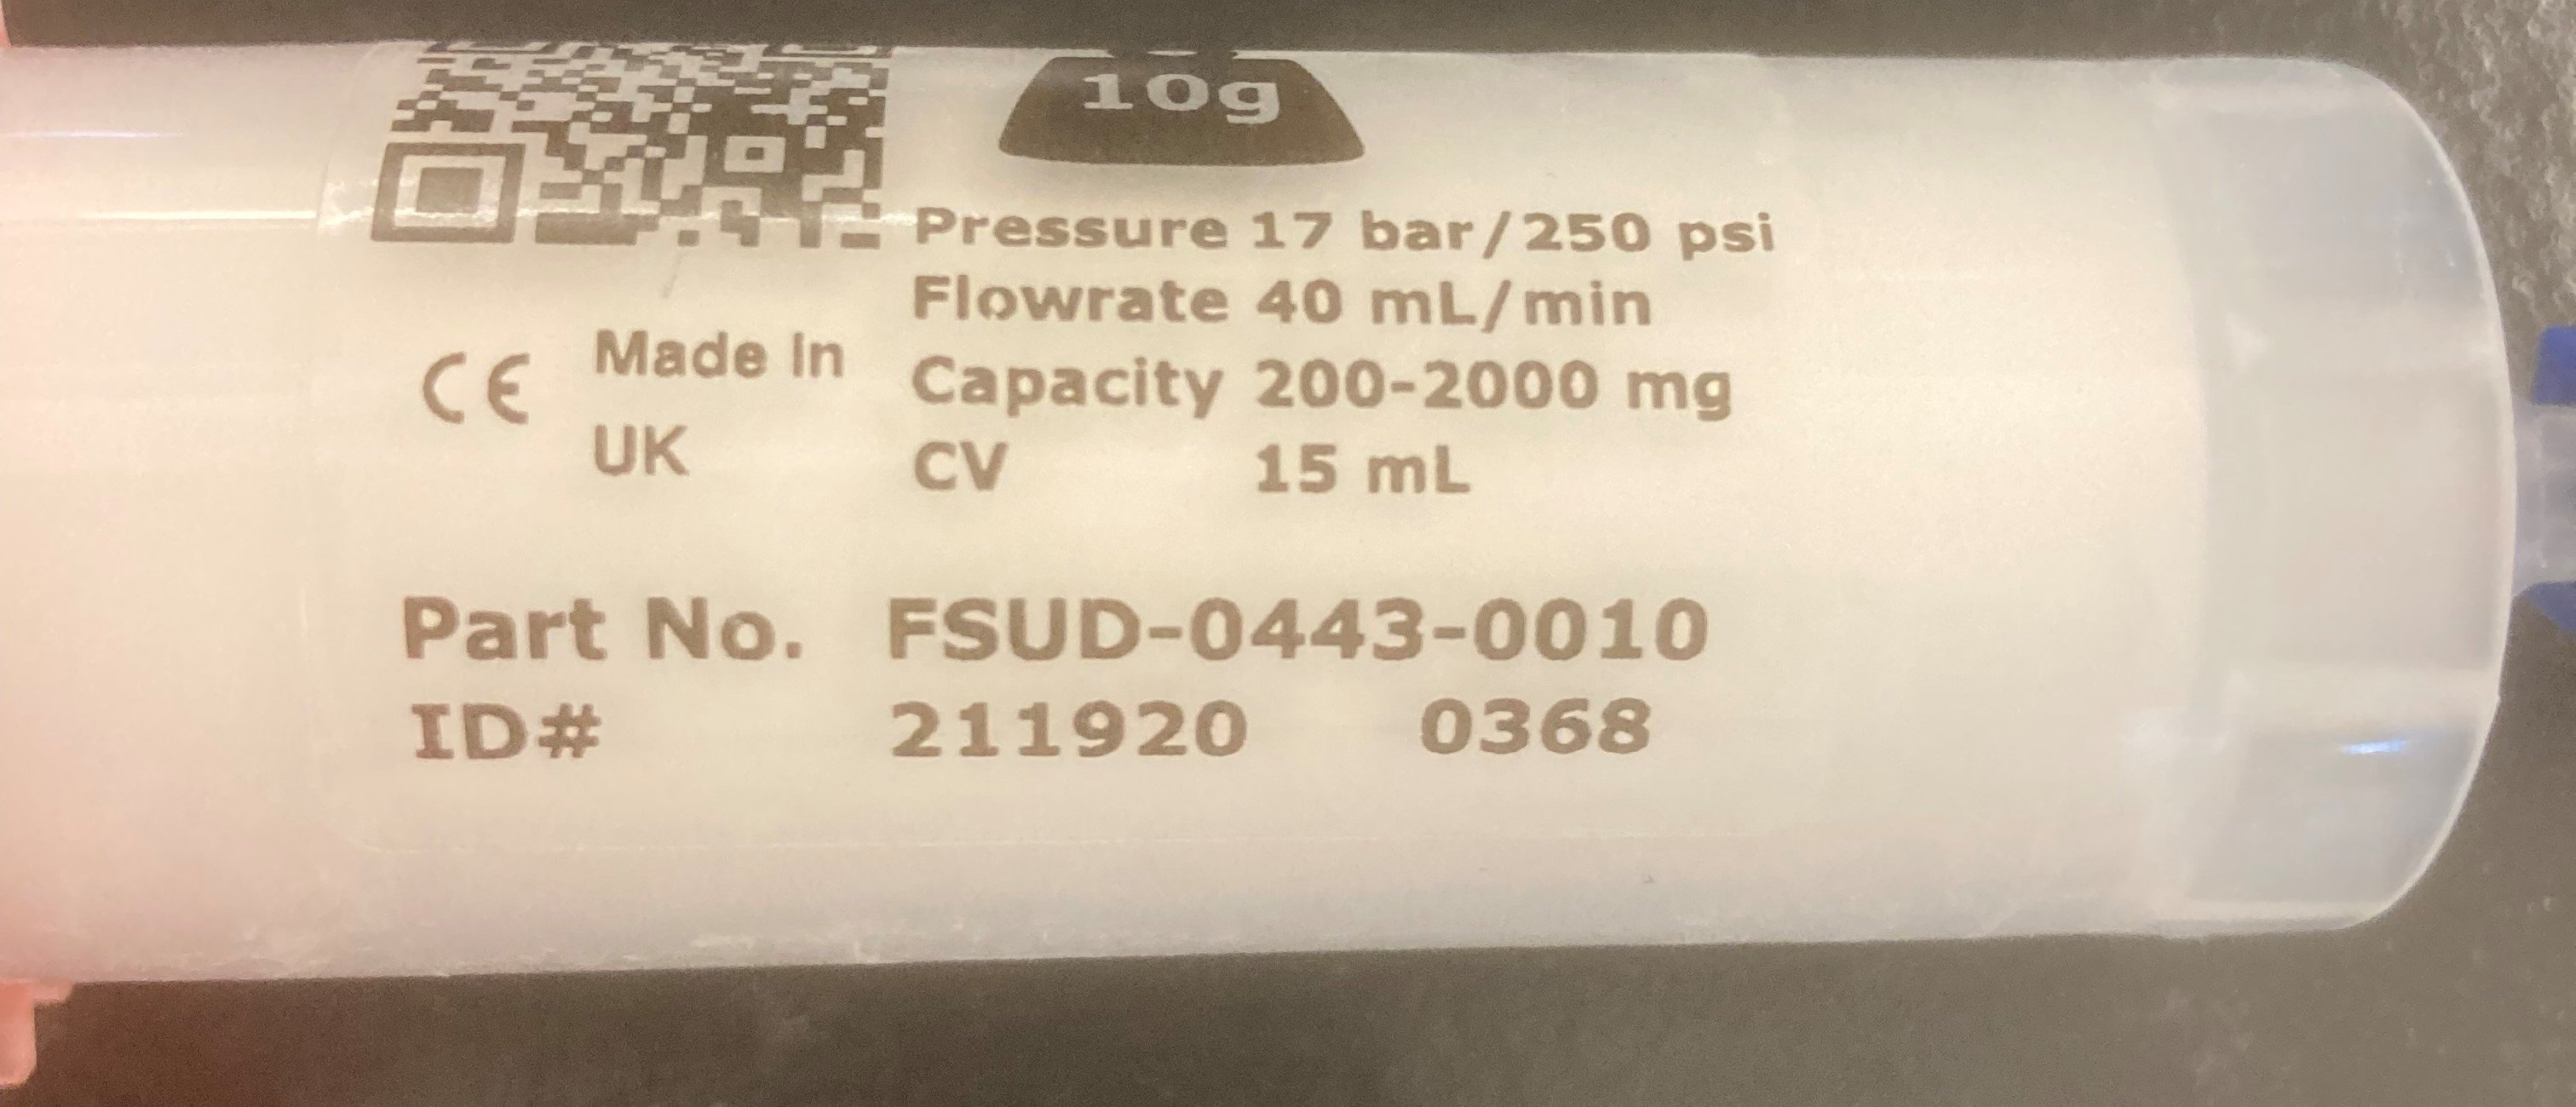 10g
Pressure 17 bar/250 psi
Flowrate 40 mL/min
Capacity 200-2000 mg
CV 15 mL
CE
Made In
UK
Part No. FSUD-0443-0010
ID# 211920 0368